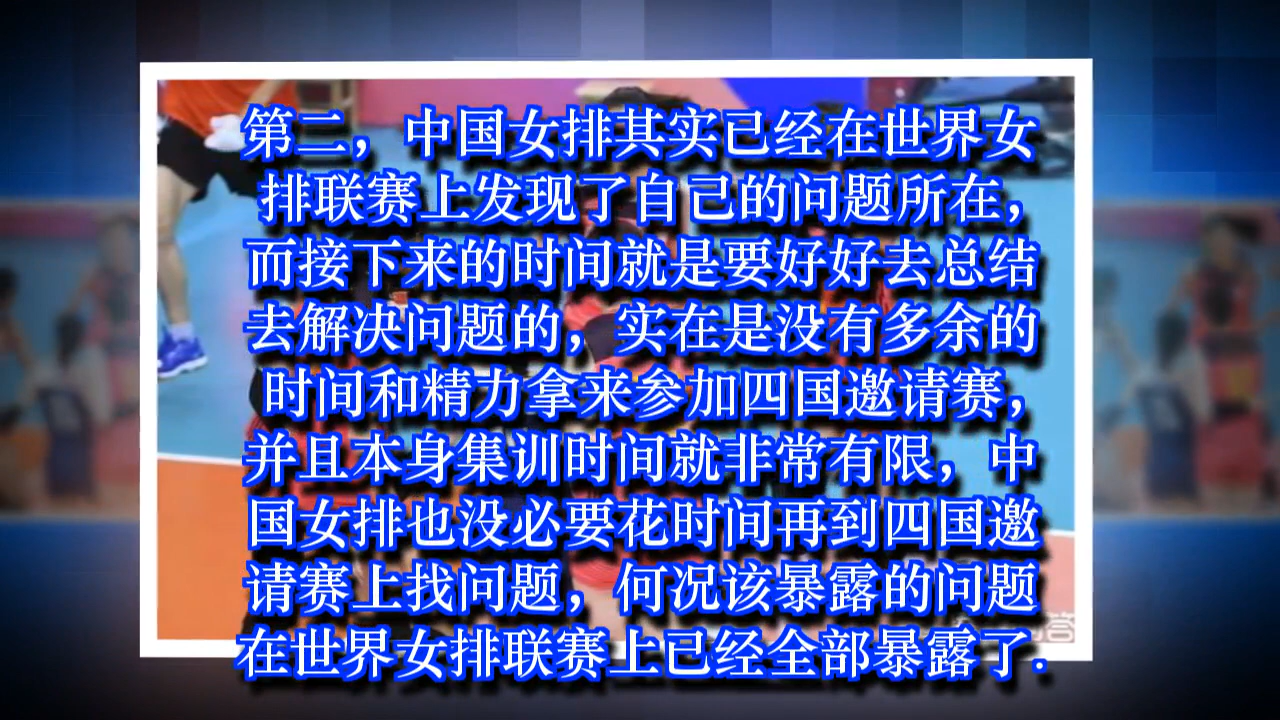 第二，中国女排其实已经在世界女
排联赛上发现了自己的问题所在，
而接下来的时间就是要好好去总结
去解决问题的，实在是没有多余的
时间和精力拿来参加四国邀请赛，
并且本身集训时间就非常有限，中
国女排也没必要花时间再到四国邀
请赛上找问题，何况该暴露的问题
在世界女排联赛上已经全部暴露了.
答